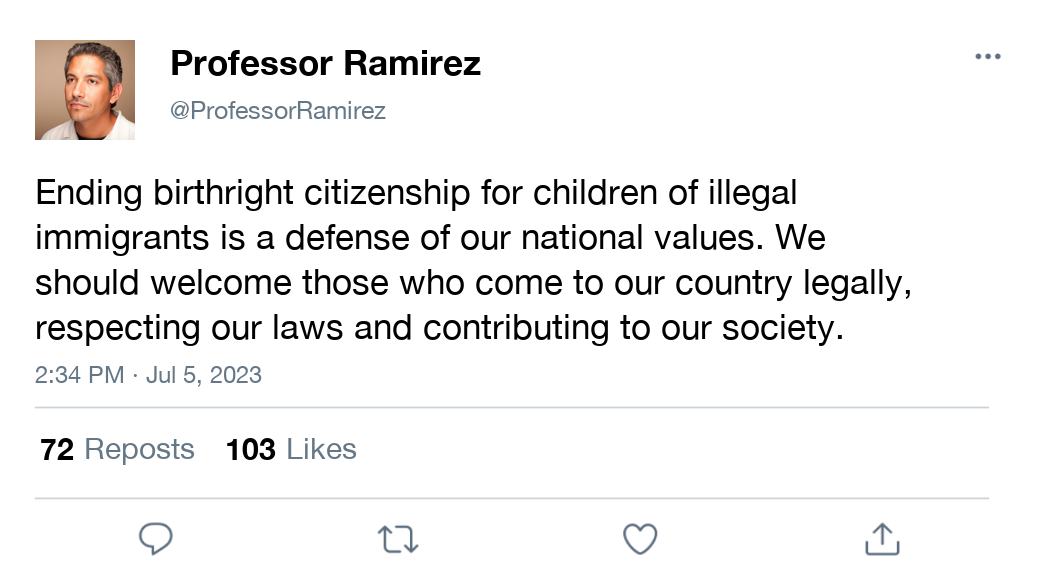 Professor Ramirez
@ProfessorRamirez
Ending birthright citizenship for children of illegal
immigrants is a defense of our national values. We
should welcome those who come to our country legally,
respecting our laws and contributing to our society.
2:34 PM · Jul 5, 2023
72 Reposts 103 Likes